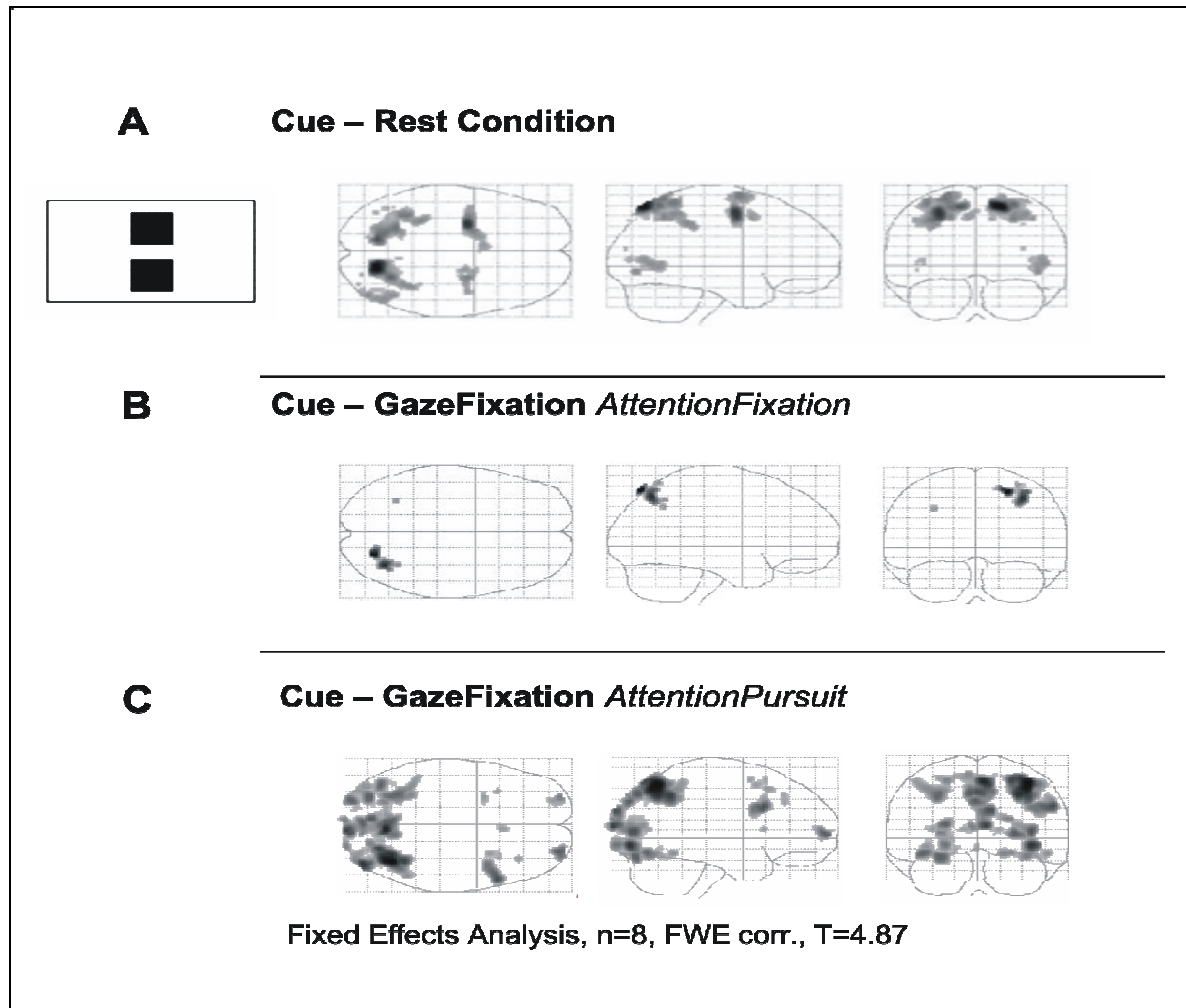 A Cue – Rest Condition
B Cue – GazeFixation AttentionFixation
C Cue – GazeFixation AttentionPursuit
Fixed Effects Analysis, n=8, FWE corr., T=4.87